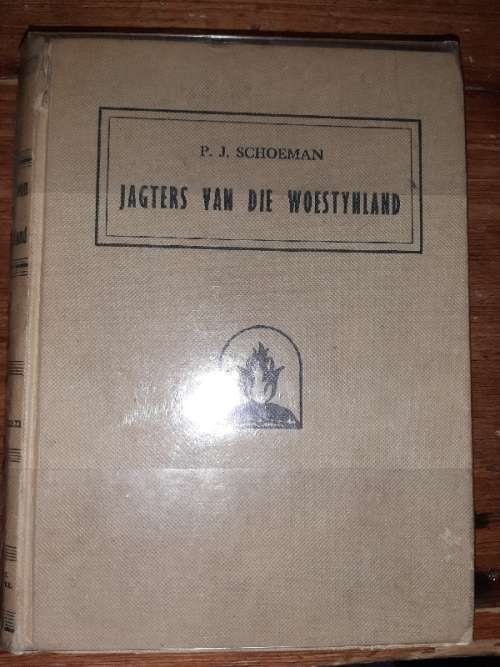 P. J. SCHOEMAN
JAGTERS VAN DIE WOESTYNLAND